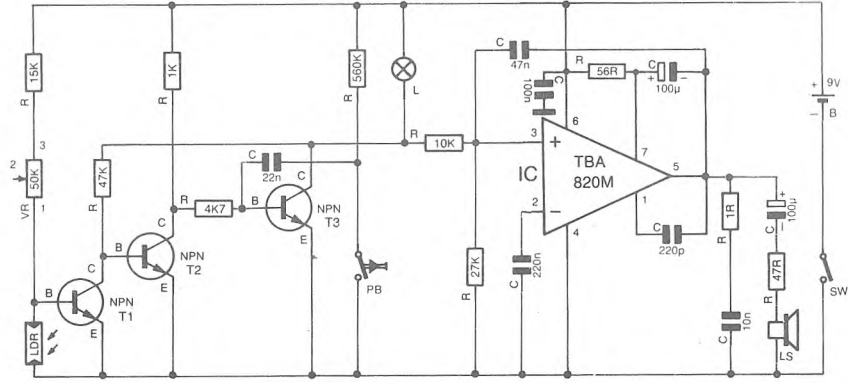 15K
R
3
2
50K
1
VR
B
LDR
C
NPN
T1
E
R
47K
B
C
NPN
T2
E
1K
R
R
4K7
B
C
22n
C
NPN
T3
E
560K
R
PB
L
R
10K
27K
R
C
47n
C
100n
R
56R
C
+
100µ
−
6
3
+
IC
TBA
820M
7
5
2
−
4
1
220n
C
C
220p
1R
R
C
10n
+
100µ
C
−
47R
R
LS
+
9V
−
B
SW